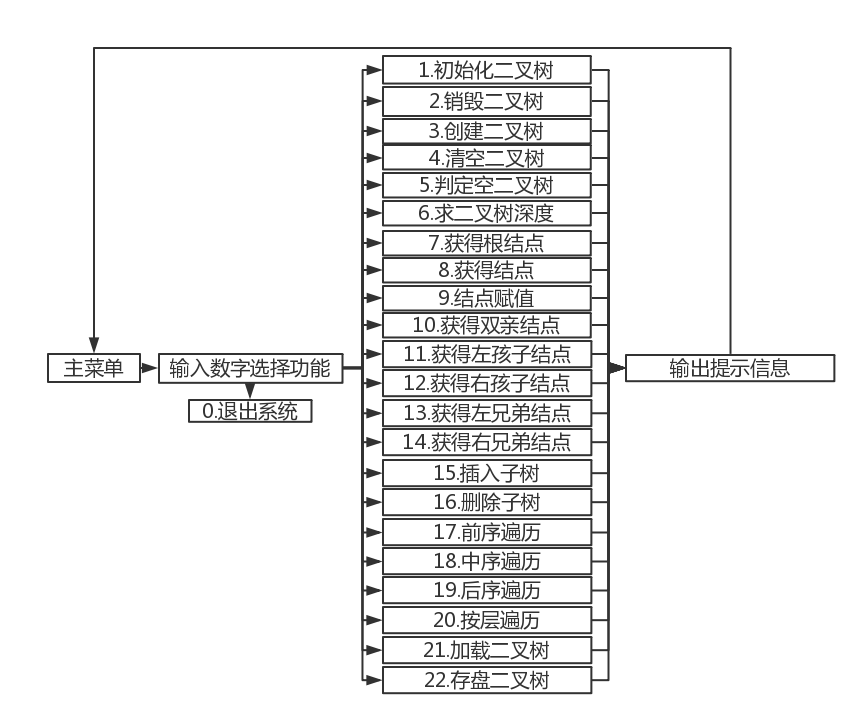 主菜单
输入数字选择功能
0.退出系统
1.初始化二叉树
2.销毁二叉树
3.创建二叉树
4.清空二叉树
5.判定空二叉树
6.求二叉树深度
7.获得根结点
8.获得结点
9.结点赋值
10.获得双亲结点
11.获得左孩子结点
12.获得右孩子结点
13.获得左兄弟结点
14.获得右兄弟结点
15.插入子树
16.删除子树
17.前序遍历
18.中序遍历
19.后序遍历
20.按层遍历
21.加载二叉树
22.存盘二叉树
输出提示信息